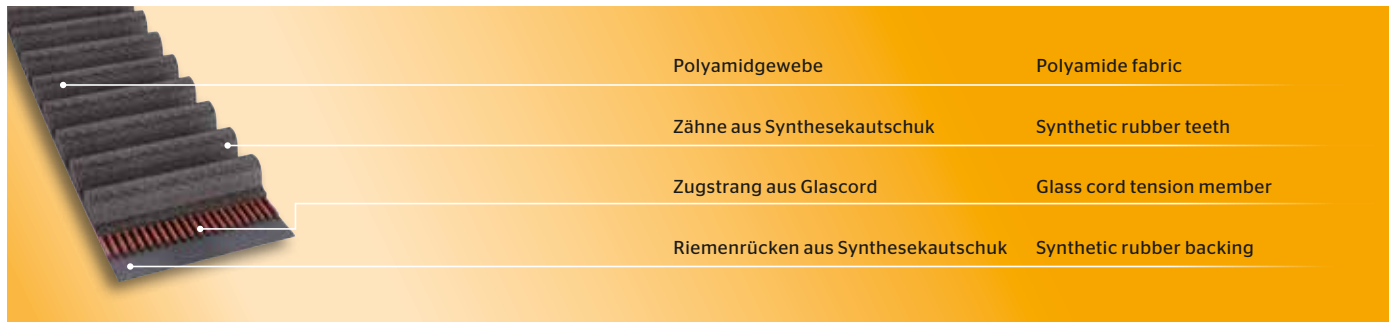 Polyamidgewebe Polyamide fabric
Zähne aus Synthesekautschuk Synthetic rubber teeth
Zugstrang aus Glascord Glass cord tension member
Riemenrücken aus Synthesekautschuk Synthetic rubber backing